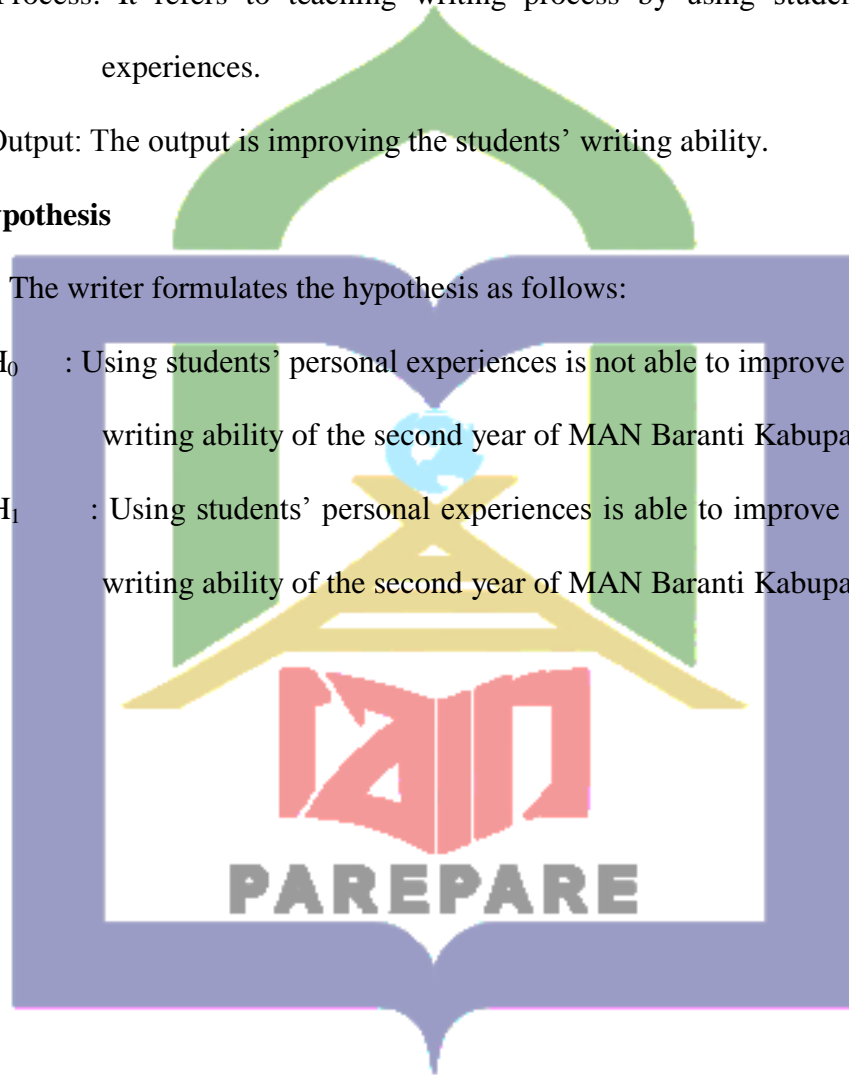 Process: It refers to teaching writing process by using studen
experiences.
Output: The output is improving the students’ writing ability.
ypothesis
The writer formulates the hypothesis as follows:
H₀ : Using students’ personal experiences is not able to improve
writing ability of the second year of MAN Baranti Kabupa
H₁ : Using students’ personal experiences is able to improve
writing ability of the second year of MAN Baranti Kabupa
iain
PAREPARE